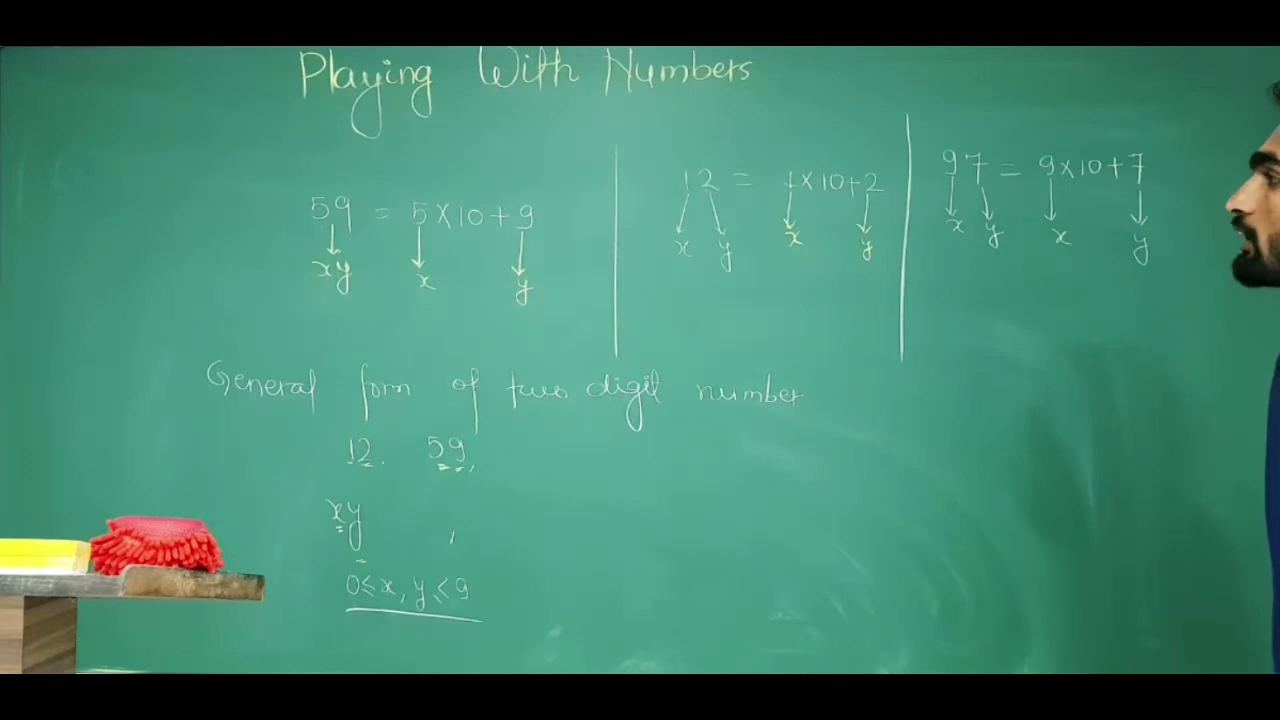 Playing With Numbers
59 = 5×10+9
xy x y
12 = 1×10+2
x y x y
97 = 9×10+7
x y x y
General form of two digit number
12. 59,
xy ,
0≤x, y≤9